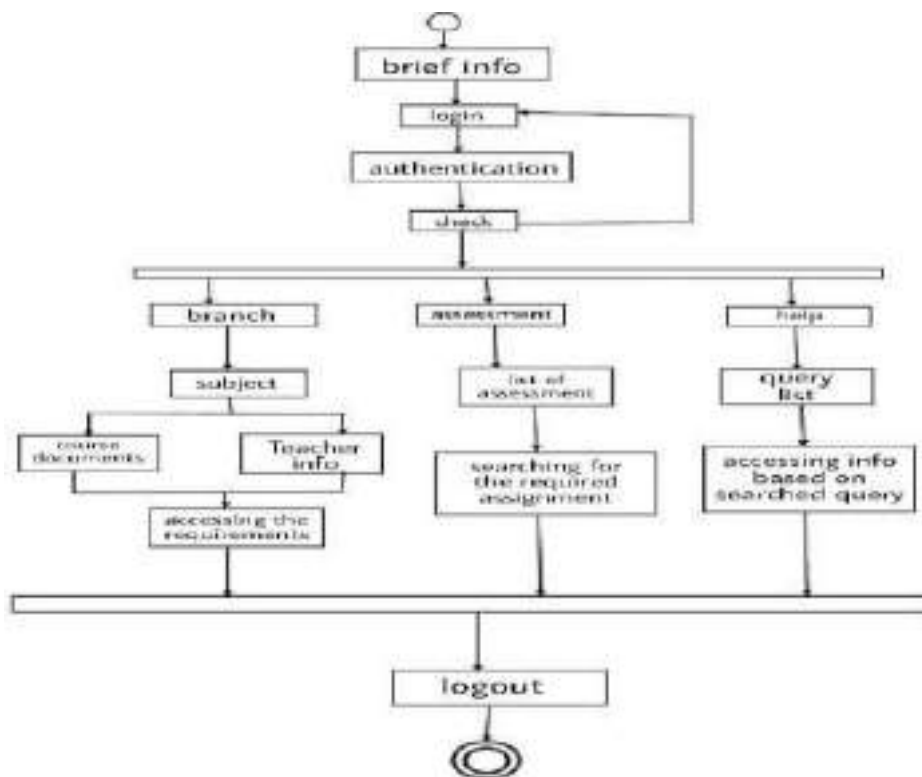 brief info
login
authentication
check
branch
assessment
help
subject
list of
assessment
query
list
course
documents
Teacher
info
searching for
the required
assignment
accessing info
based on
searched query
accessing the
requirements
logout